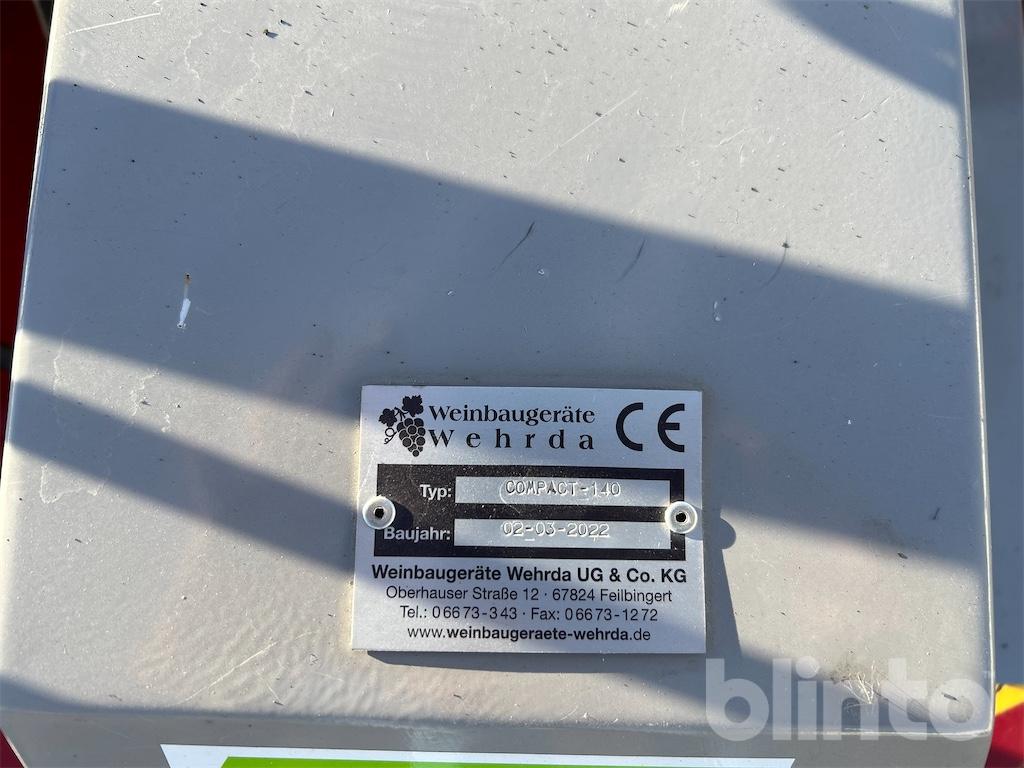 Weinbaugeräte
Wehrda CE
Typ: COMPACT-140
Baujahr: 02-03-2022
Weinbaugeräte Wehrda UG & Co. KG
Oberhauser Straße 12 · 67824 Feilbingert
Tel.: 06673-343 · Fax: 06673-1272
www.weinbaugeraete-wehrda.de
blinto